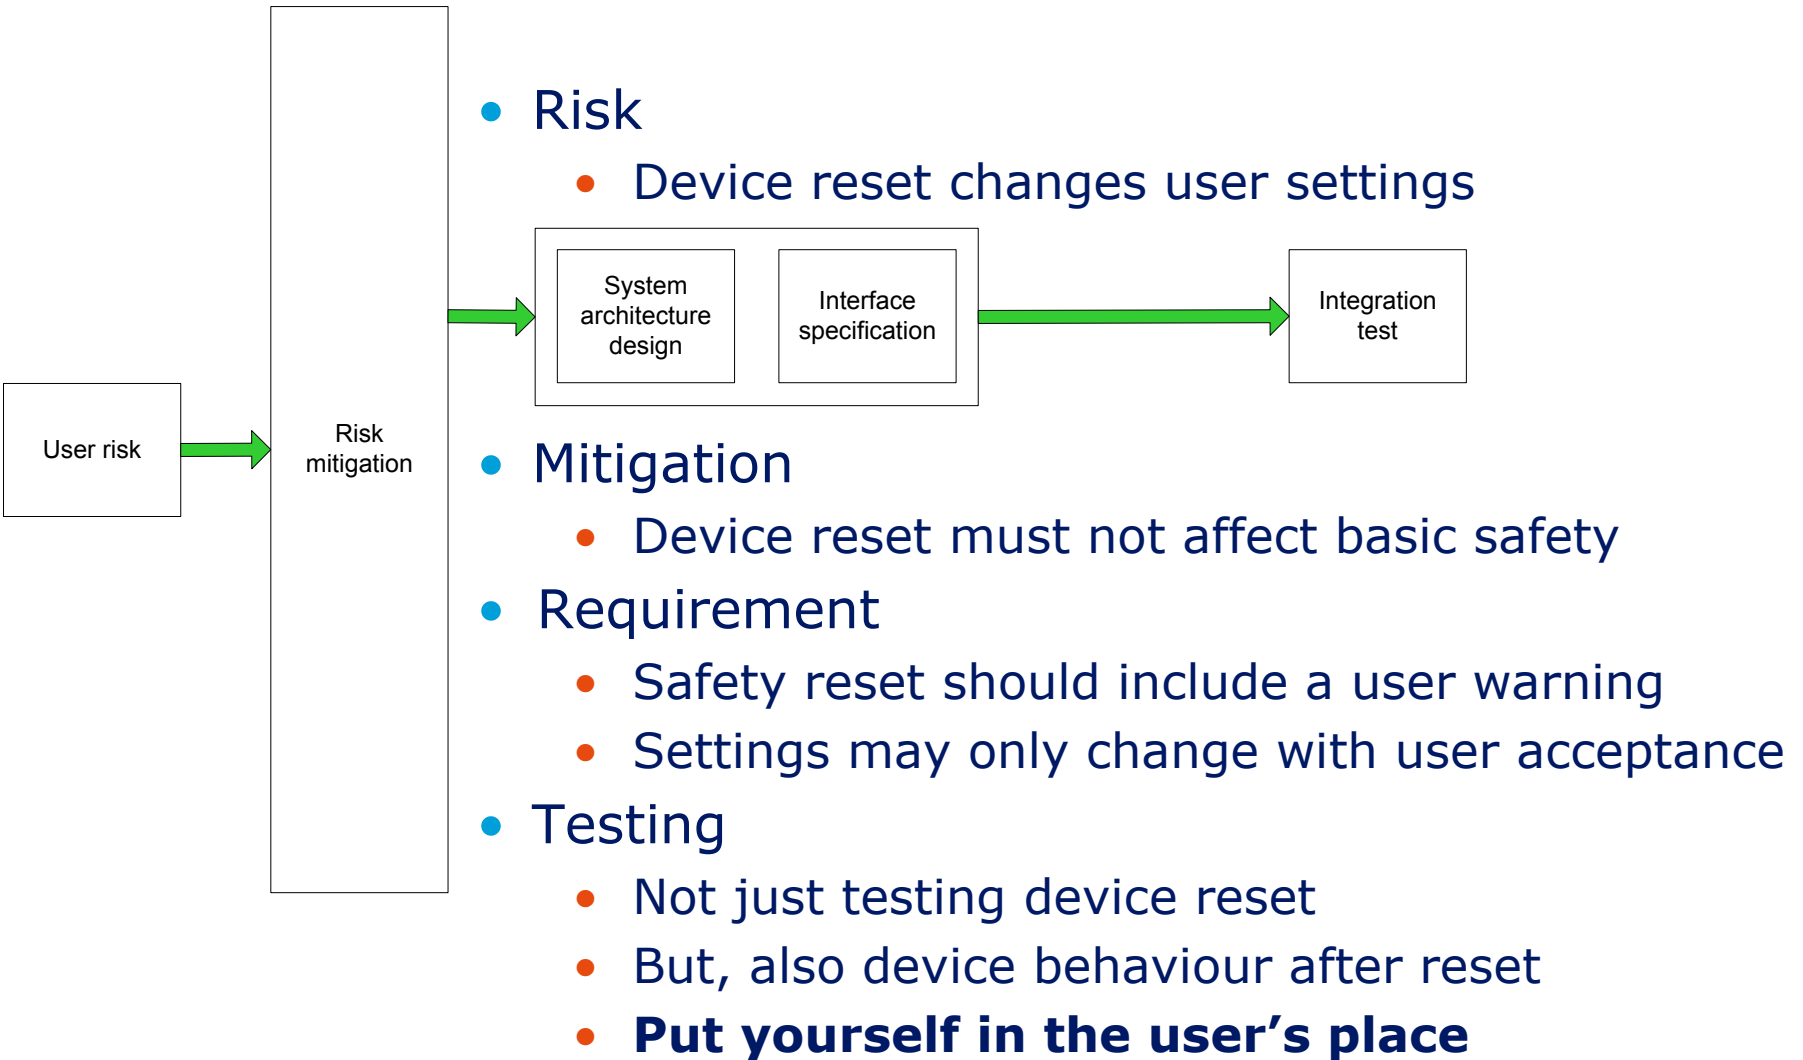 Risk
Device reset changes user settings
System
architecture
design
Interface
specification
Integration
test
User risk
Risk
mitigation
Mitigation
Device reset must not affect basic safety
Requirement
Safety reset should include a user warning
Settings may only change with user acceptance
Testing
Not just testing device reset
But, also device behaviour after reset
Put yourself in the user’s place